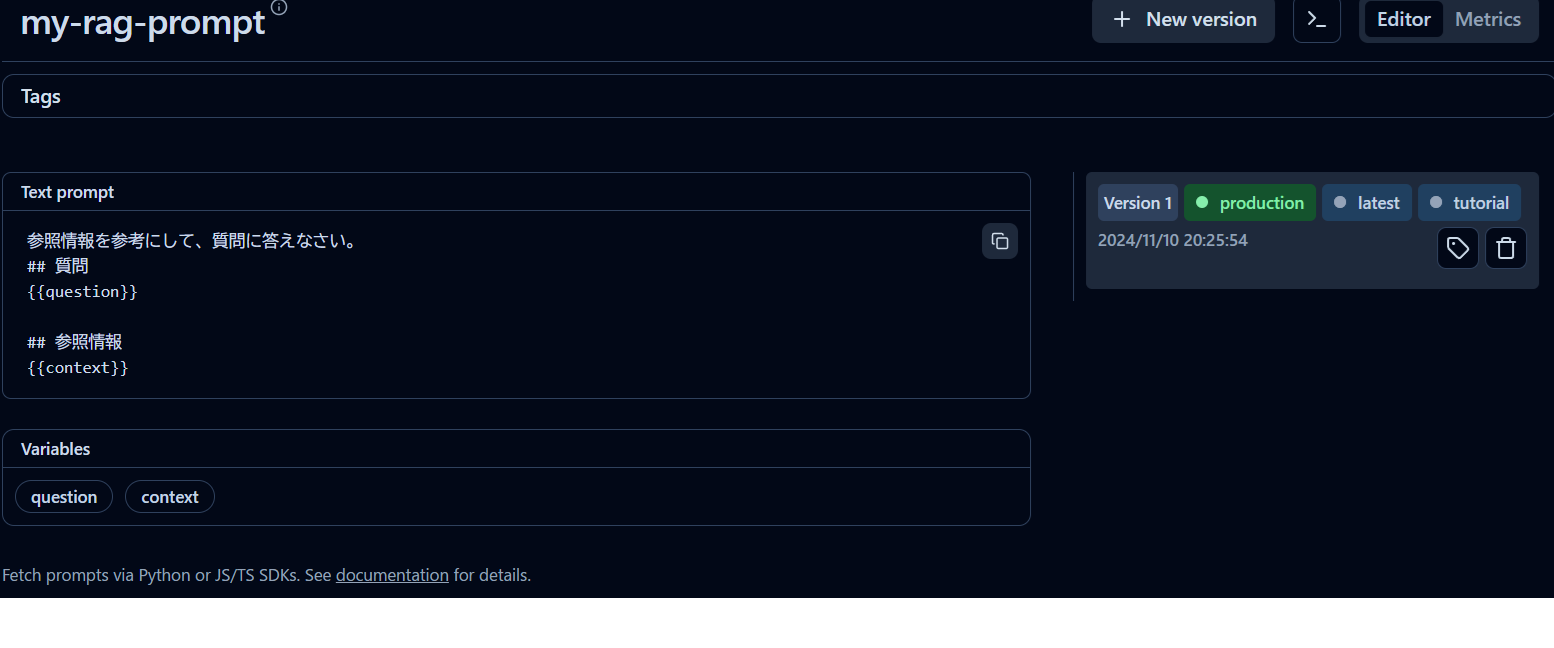 my-rag-prompt
New version
Editor
Metrics
Tags
Text prompt
参照情報を参考にして、質問に答えなさい。
## 質問
{{question}}
## 参照情報
{{context}}
Version 1
production
latest
tutorial
2024/11/10 20:25:54
Variables
question
context
Fetch prompts via Python or JS/TS SDKs. See documentation for details.